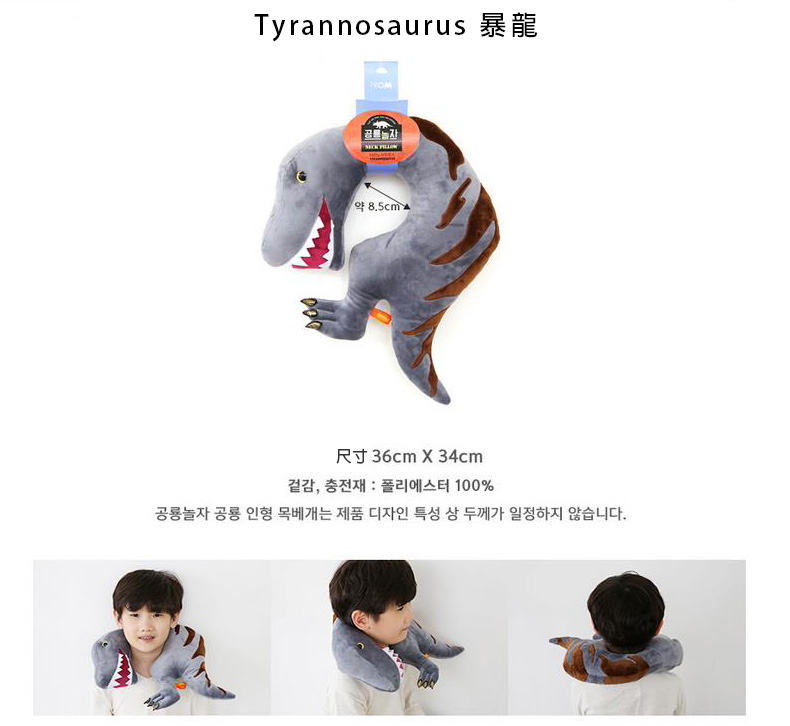 Tyrannosaurus 暴龍
공룡놀자
NECK PILLOW
약 8.5cm
尺寸 36cm X 34cm
겉감, 충전재 : 폴리에스터 100%
공룡놀자 공룡 인형 목베개는 제품 디자인 특성 상 두께가 일정하지 않습니다.